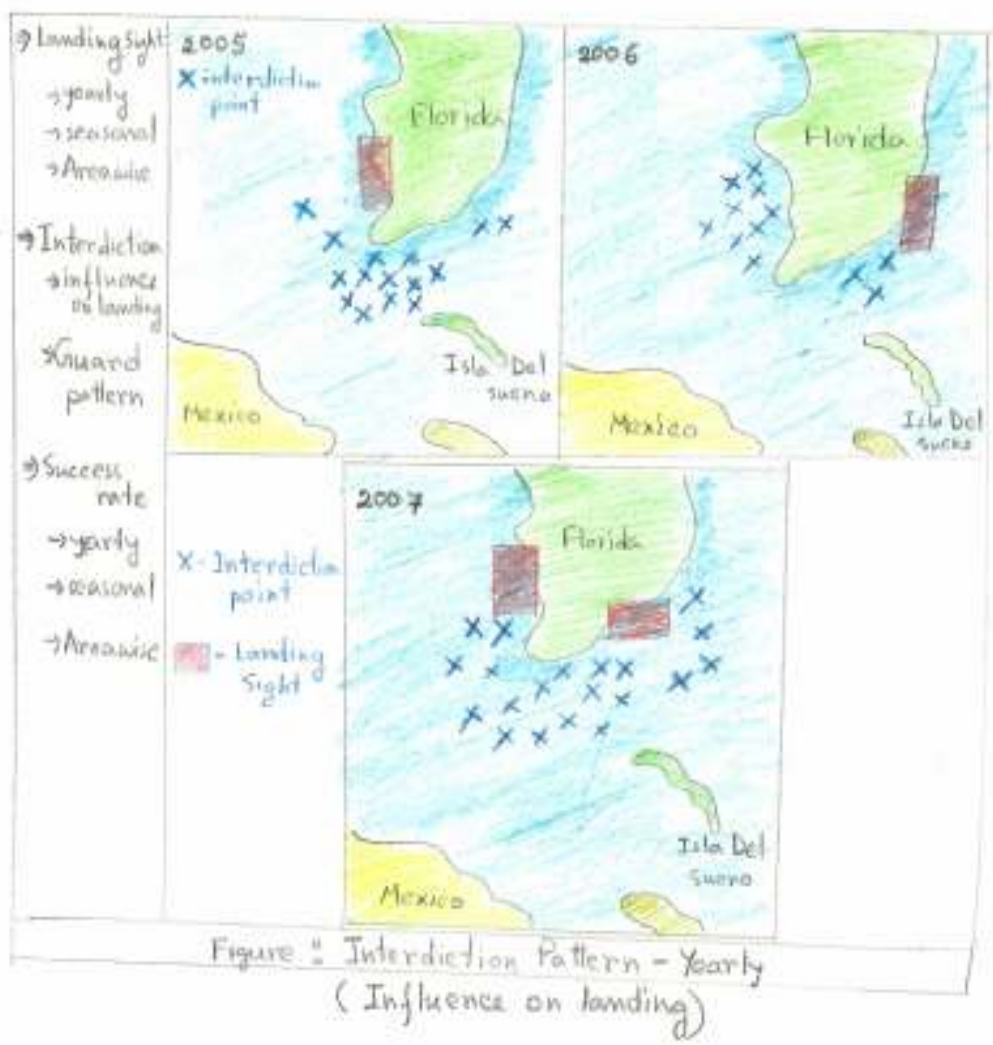 ⇒ Landing Sight
→ yearly
→ seasonal
→ Areawise
⇒ Interdiction
→ influence
on landing
→ Guard
pattern
⇒ Success
rate
→ yarly
→ seasonal
→ Areawise
2005
X interdiction
point
Florida
Mexico
Isla Del
sueno
2006
Florida
Mexico
Isla Del
sueno
X - Interdiction
point
- Landing
Sight
2007
Florida
Mexico
Isla Del
sueno
Figure : Interdiction Pattern - Yearly
(Influence on landing)